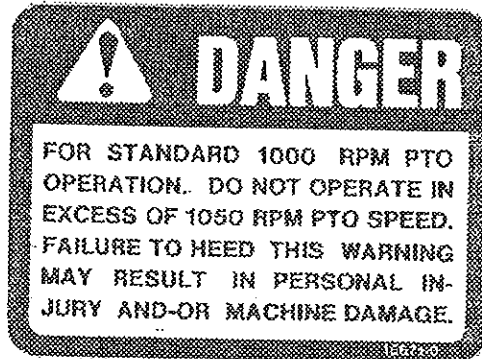 DANGER
FOR STANDARD 1000 RPM PTO
OPERATION. DO NOT OPERATE IN
EXCESS OF 1050 RPM PTO SPEED.
FAILURE TO HEED THIS WARNING
MAY RESULT IN PERSONAL IN-
JURY AND-OR MACHINE DAMAGE.